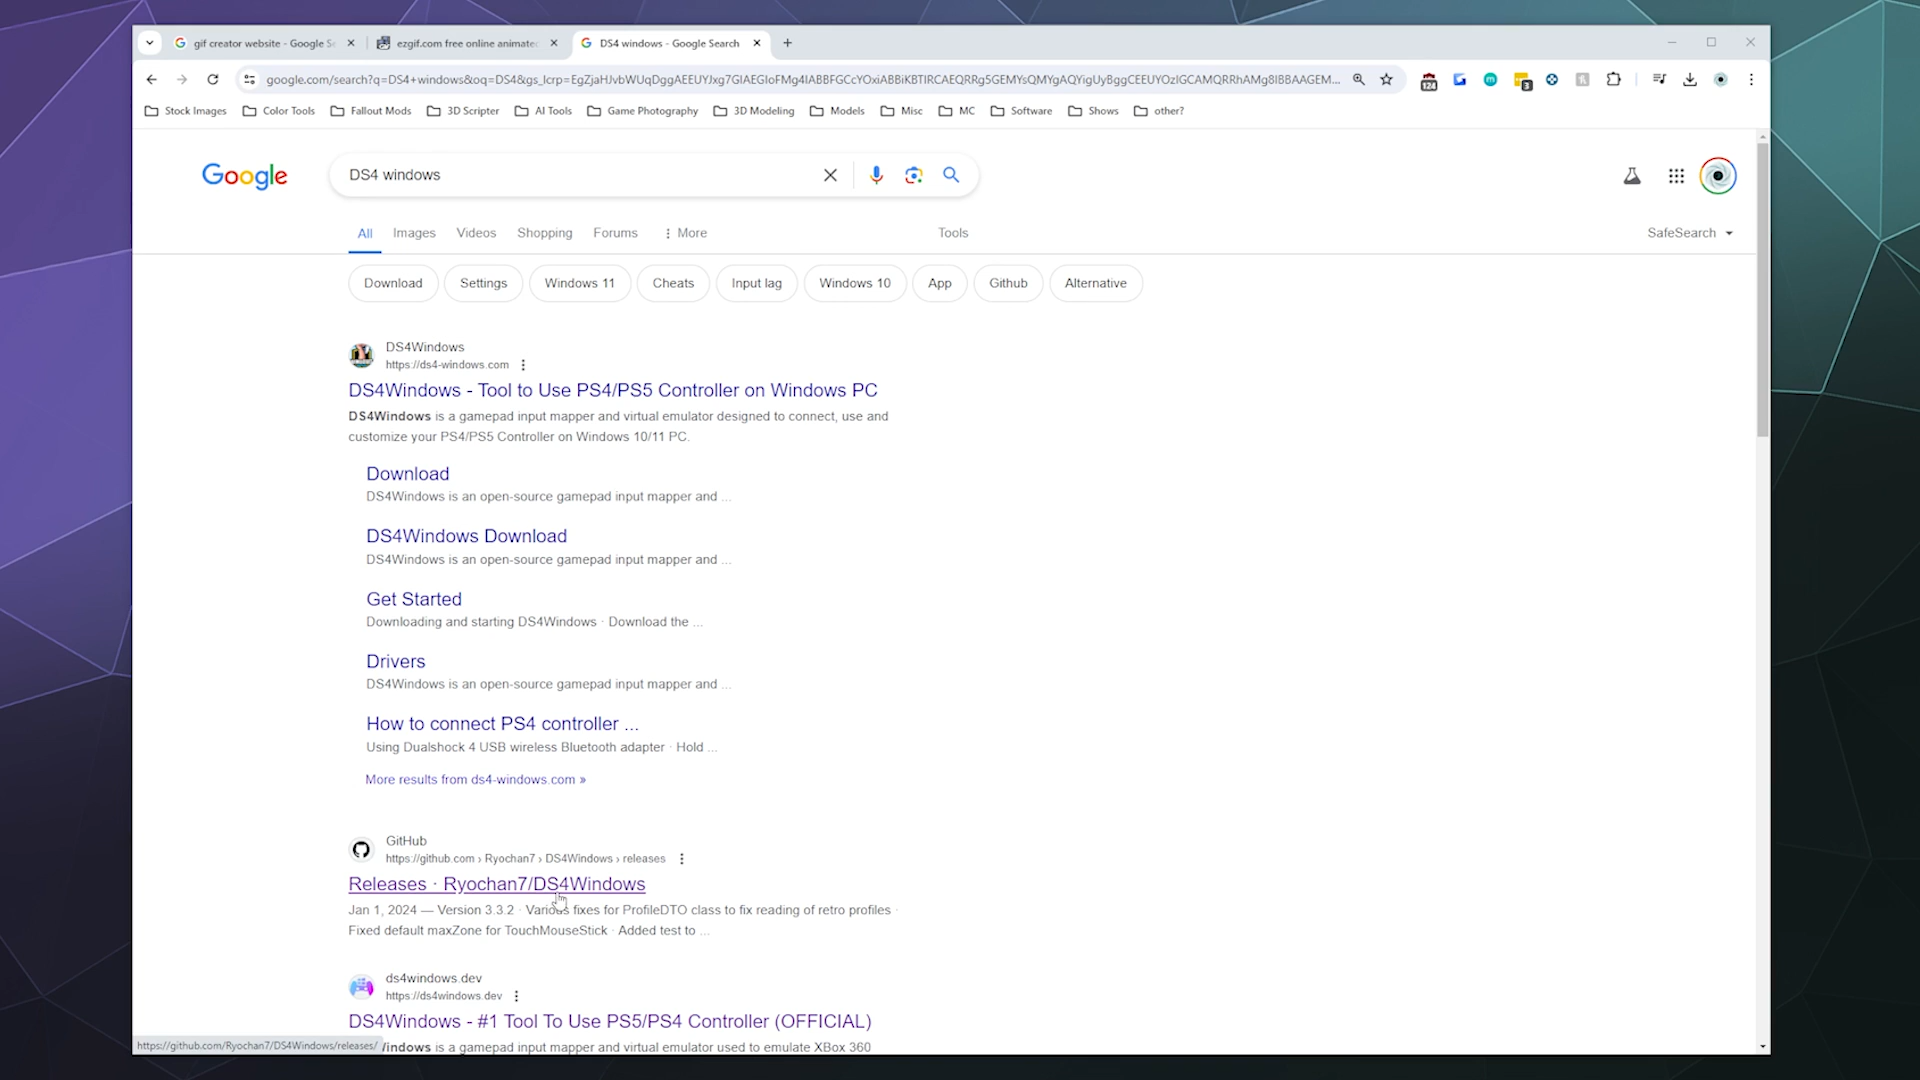 gif creator website - Google Se
ezgif.com free online animated
DS4 windows - Google Search
google.com/search?q=DS4+windows&oq=DS4&gs_lcrp=
124
3
Stock Images
Color Tools
Fallout Mods
3D Scripter
AI Tools
Game Photography
3D Modeling
Models
Misc
MC
Software
Shows
other?
Google
DS4 windows
All
Images
Videos
Shopping
Forums
More
Tools
SafeSearch
Download
Settings
Windows 11
Cheats
Input lag
Windows 10
App
Github
Alternative
DS4Windows
https://ds4-windows.com
DS4Windows - Tool to Use PS4/PS5 Controller on Windows PC
DS4Windows is a gamepad input mapper and virtual emulator designed to connect, use and
customize your PS4/PS5 Controller on Windows 10/11 PC.
Download
DS4Windows is an open-source gamepad input mapper and ...
DS4Windows Download
DS4Windows is an open-source gamepad input mapper and ...
Get Started
Downloading and starting DS4Windows · Download the ...
Drivers
DS4Windows is an open-source gamepad input mapper and ...
How to connect PS4 controller ...
Using Dualshock 4 USB wireless Bluetooth adapter · Hold ...
More results from ds4-windows.com »
GitHub
https://github.com › Ryochan7 › DS4Windows › releases
Releases · Ryochan7/DS4Windows
Jan 1, 2024 — Version 3.3.2 · Various fixes for ProfileDTO class to fix reading of retro profiles ·
Fixed default maxZone for TouchMouseStick · Added test to ...
ds4windows.dev
https://ds4windows.dev
DS4Windows - #1 Tool To Use PS5/PS4 Controller (OFFICIAL)
indows is a gamepad input mapper and virtual emulator used to emulate XBox 360
https://github.com/Ryochan7/DS4Windows/releases/